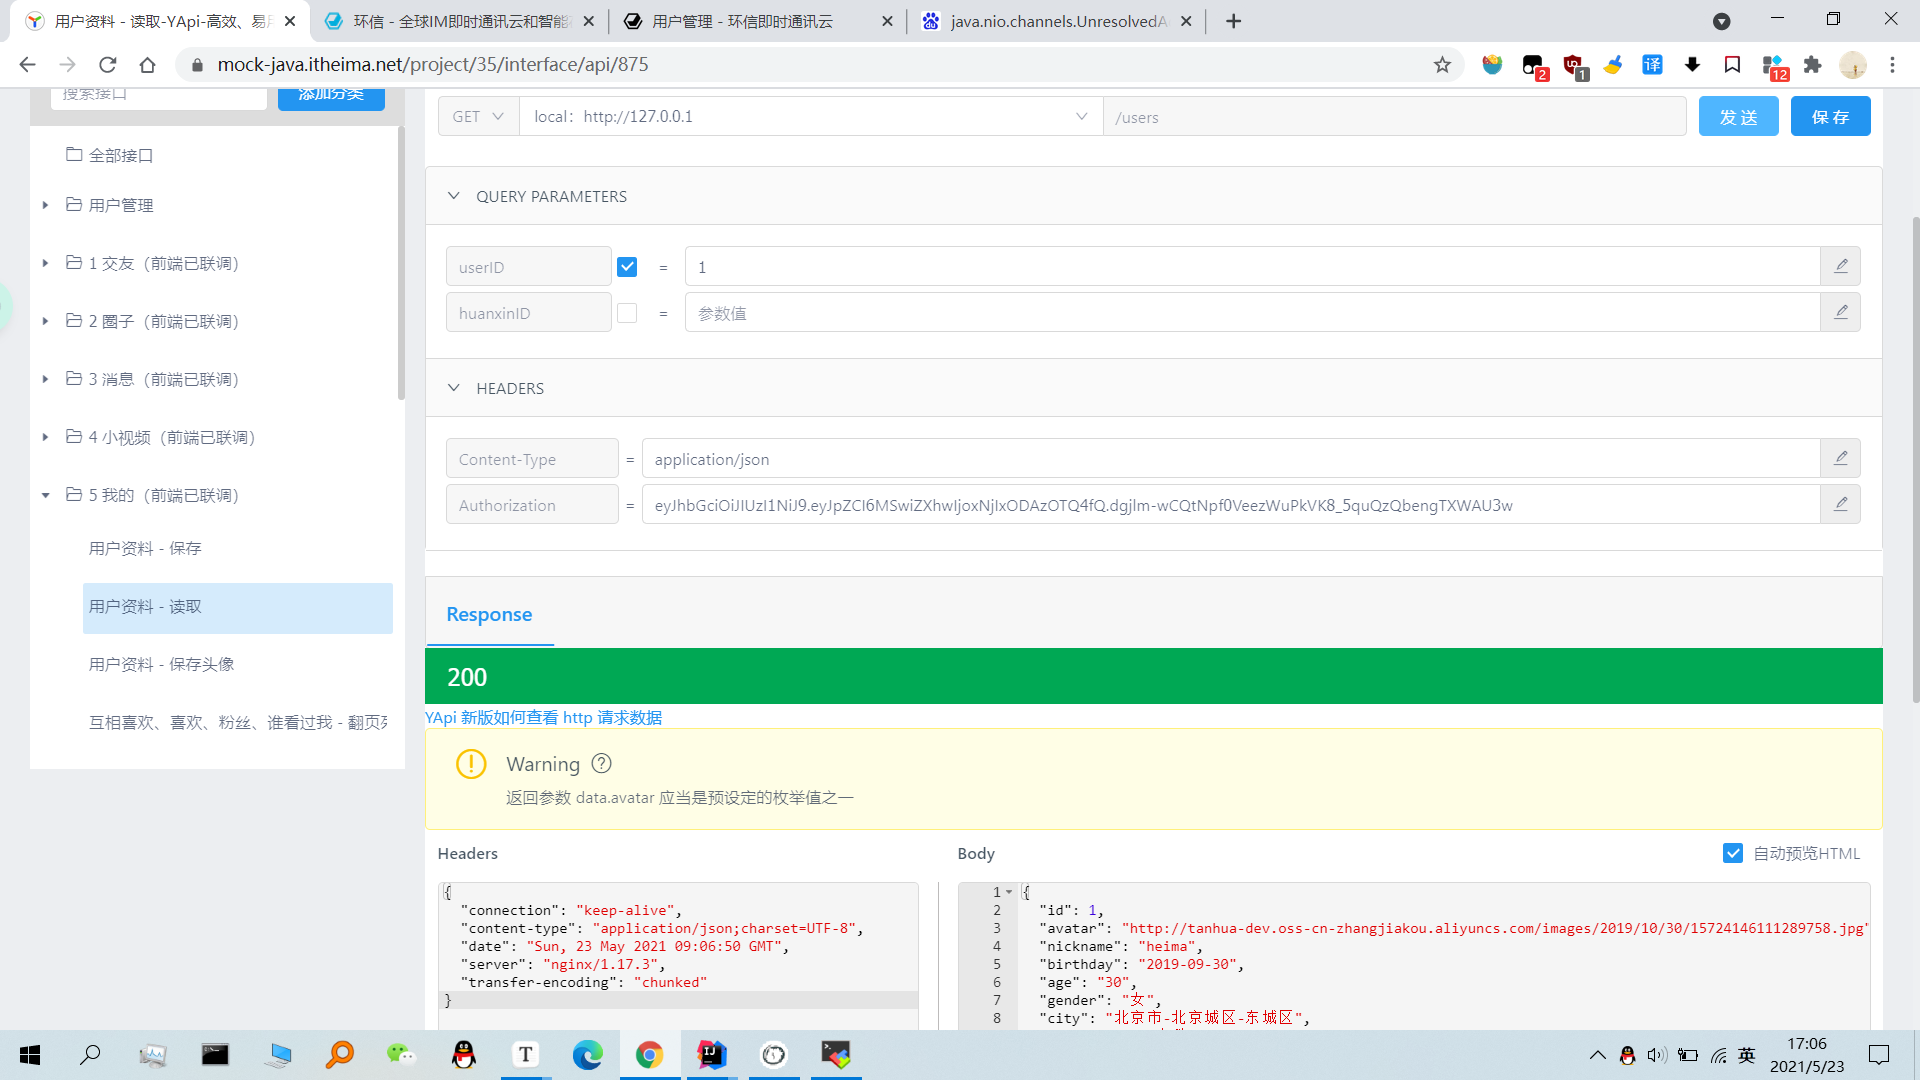 用户资料 - 读取-YApi-高效、易
环信 - 全球IM即时通讯云和智能
用户管理 - 环信即时通讯云
java.nio.channels.UnresolvedA
mock-java.itheima.net/project/35/interface/api/875
译
2
1
12
搜索接口
添加分类
全部接口
用户管理
1 交友（前端已联调）
2 圈子（前端已联调）
3 消息（前端已联调）
4 小视频（前端已联调）
5 我的（前端已联调）
用户资料 - 保存
用户资料 - 读取
用户资料 - 保存头像
互相喜欢、喜欢、粉丝、谁看过我 - 翻页
GET
local：http://127.0.0.1
/users
发 送
保 存
QUERY PARAMETERS
userID
=
1
huanxinID
=
参数值
HEADERS
Content-Type
=
application/json
Authorization
=
eyJhbGciOiJIUzI1NiJ9.eyJpZCI6MSwiZXhwIjoxNjIxODAzOTQ4fQ.dgjlm-wCQtNpf0VeezWuPkVK8_5quQzQbengTXWAU3w
Response
200
YApi 新版如何查看 http 请求数据
Warning
返回参数 data.avatar 应当是预设定的枚举值之一
Headers
{
"connection": "keep-alive",
"content-type": "application/json;charset=UTF-8",
"date": "Sun, 23 May 2021 09:06:50 GMT",
"server": "nginx/1.17.3",
"transfer-encoding": "chunked"
}
Body
自动预览HTML
1 {
2 "id": 1,
3 "avatar": "http://tanhua-dev.oss-cn-zhangjiakou.aliyuncs.com/images/2019/10/30/15724146111289758.jpg"
4 "nickname": "heima",
5 "birthday": "2019-09-30",
6 "age": "30",
7 "gender": "女",
8 "city": "北京市-北京城区-东城区",
T
IJ
英
17:06
2021/5/23